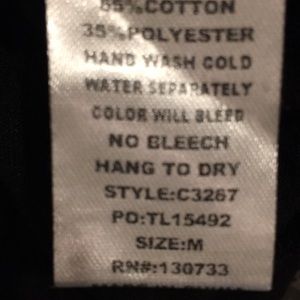 65%COTTON
35%POLYESTER
HAND WASH COLD
WATER SEPARATELY
COLOR WILL BLEED
NO BLEECH
HANG TO DRY
STYLE:C3267
PO:TL15492
SIZE:M
RN#:130733